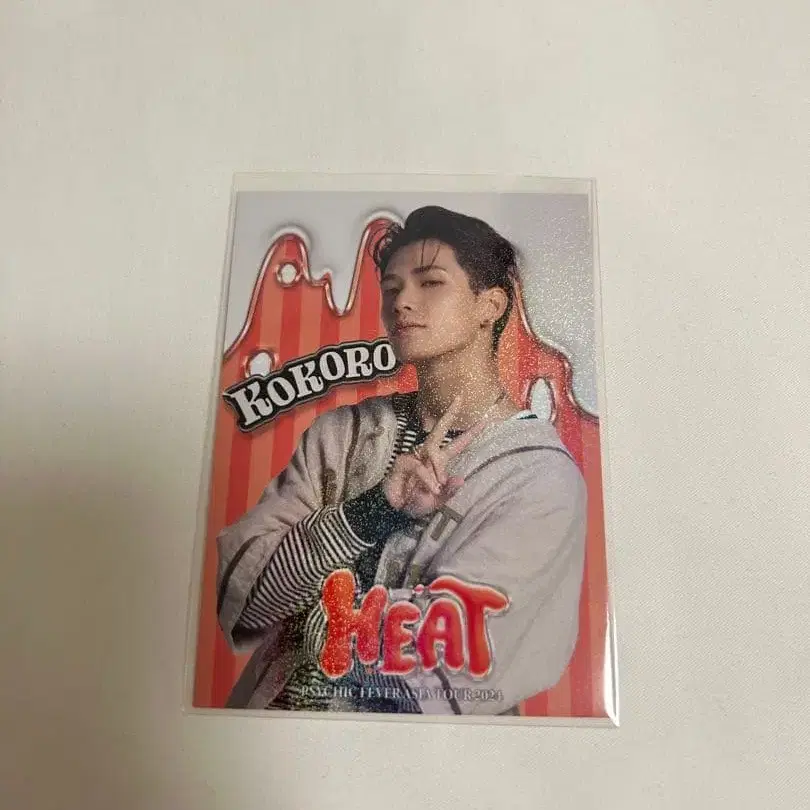 KOKORO
HEAT
PSYCHIC FEVER ASIA TOUR 2024